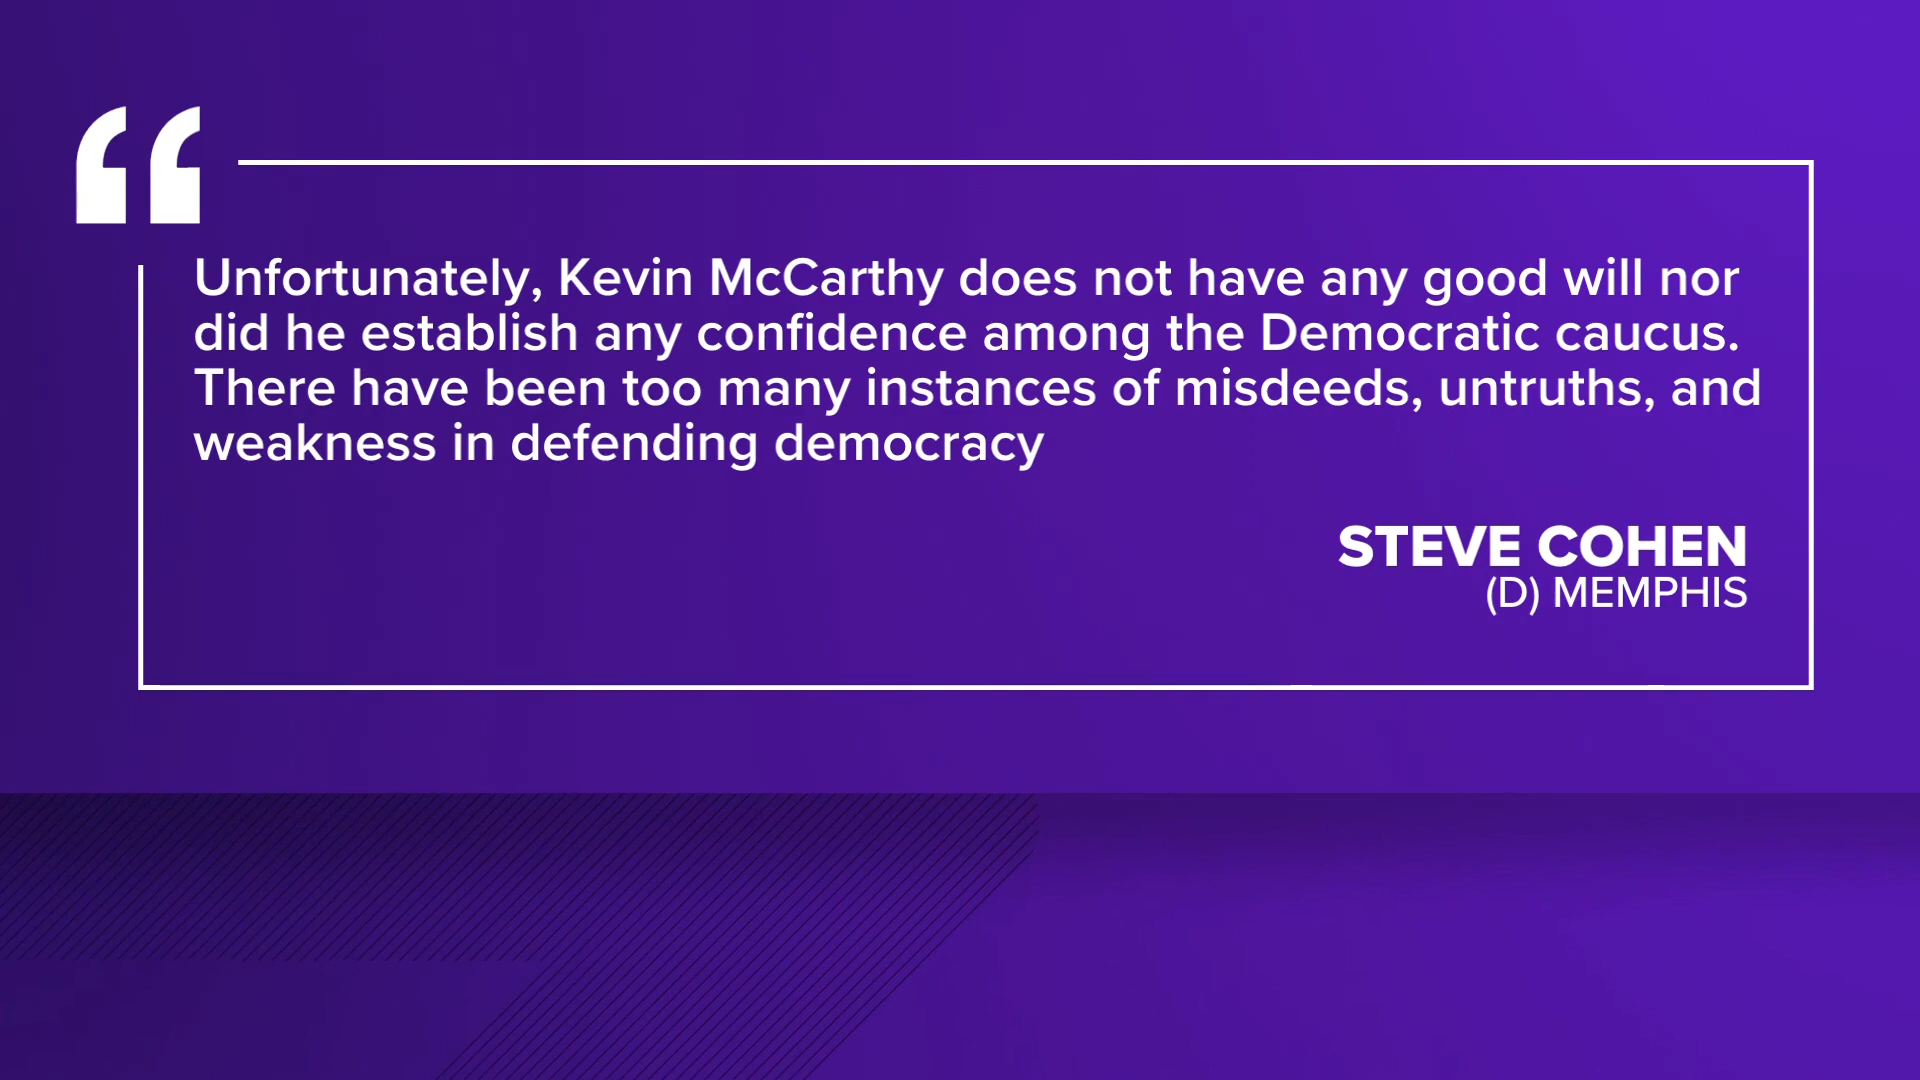 “
Unfortunately, Kevin McCarthy does not have any good will nor
did he establish any confidence among the Democratic caucus.
There have been too many instances of misdeeds, untruths, and
weakness in defending democracy
STEVE COHEN
(D) MEMPHIS